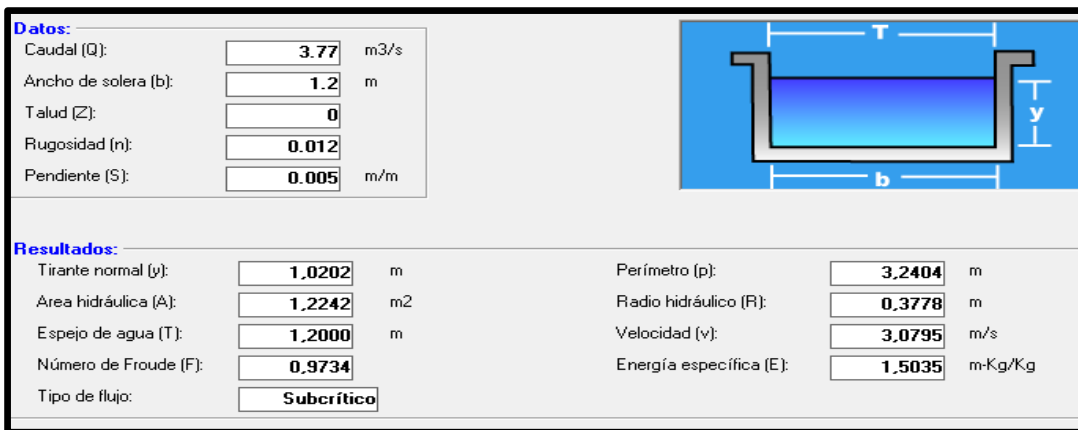 Datos:
Caudal (Q): 3.77 m3/s
Ancho de solera (b): 1.2 m
Talud (Z): 0
Rugosidad (n): 0.012
Pendiente (S): 0.005 m/m
T
y
b
Resultados:
Tirante normal (y): 1,0202 m Perímetro (p): 3,2404 m
Area hidráulica (A): 1,2242 m2 Radio hidráulico (R): 0,3778 m
Espejo de agua (T): 1,2000 m Velocidad (v): 3,0795 m/s
Número de Froude (F): 0,9734 Energía específica (E): 1,5035 m-Kg/Kg
Tipo de flujo: Subcrítico